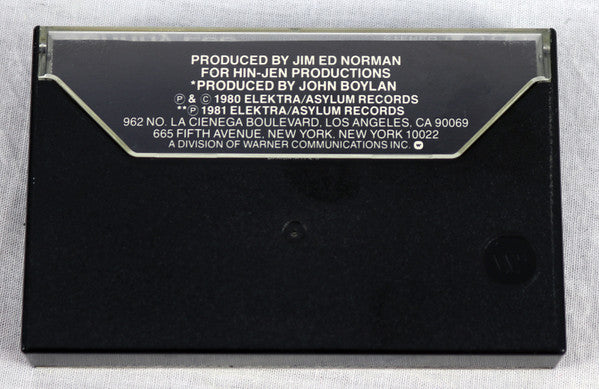 PRODUCED BY JIM ED NORMAN
FOR HIN-JEN PRODUCTIONS
*PRODUCED BY JOHN BOYLAN
Ⓟ & © 1980 ELEKTRA/ASYLUM RECORDS
**Ⓟ 1981 ELEKTRA/ASYLUM RECORDS
962 NO. LA CIENEGA BOULEVARD, LOS ANGELES, CA 90069
665 FIFTH AVENUE, NEW YORK, NEW YORK 10022
A DIVISION OF WARNER COMMUNICATIONS INC.